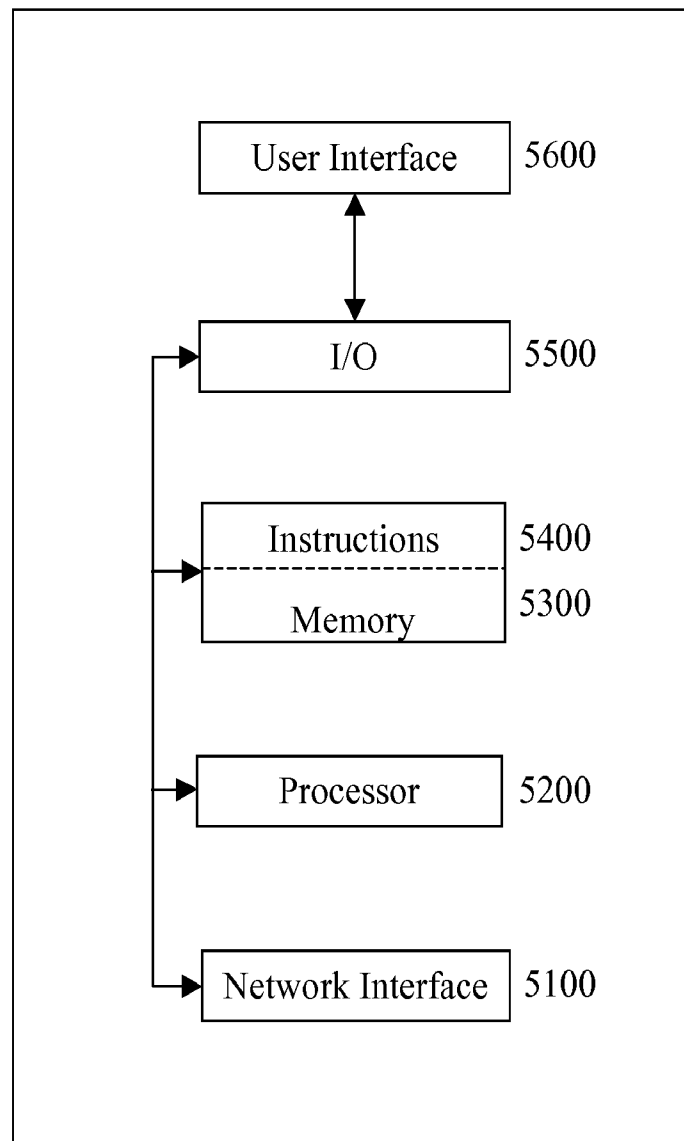 User Interface 5600
I/O 5500
Instructions 5400
Memory 5300
Processor 5200
Network Interface 5100